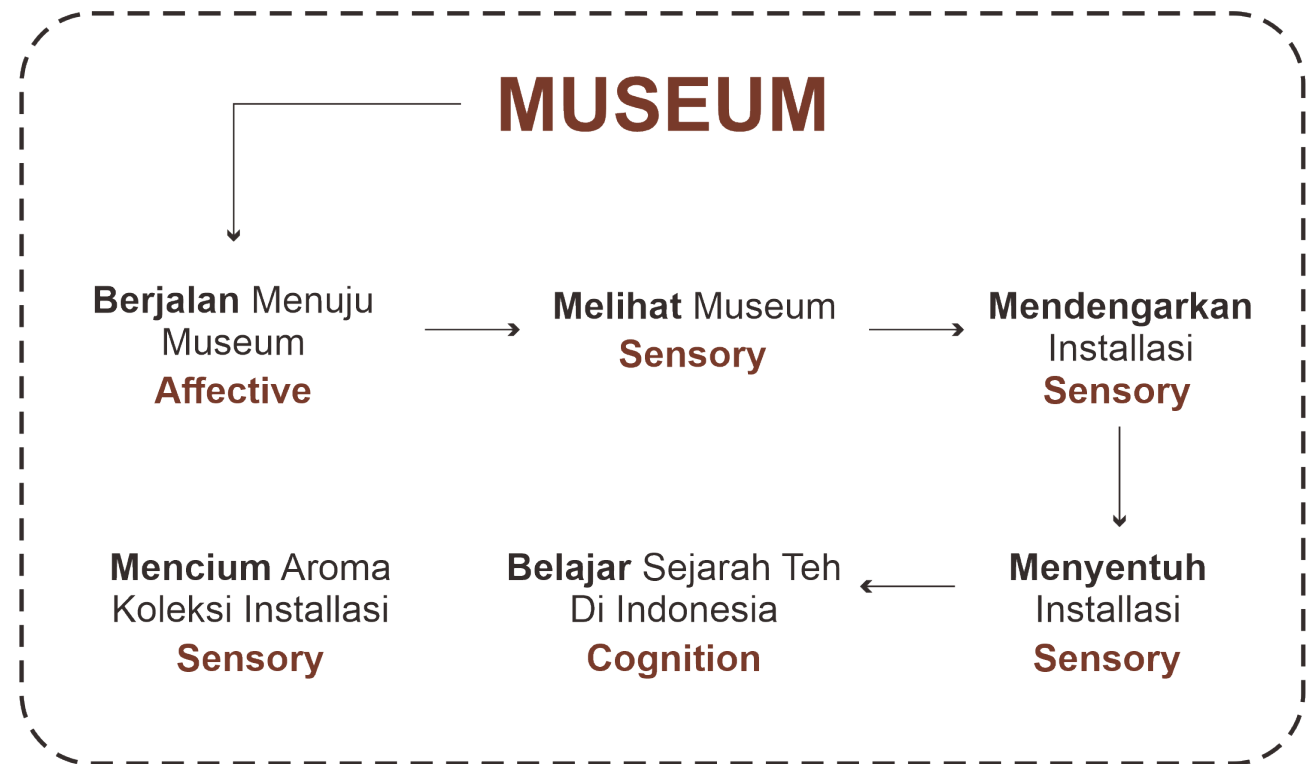 MUSEUM
Berjalan Menuju
Museum
Affective
Melihat Museum
Sensory
Mendengarkan
Installasi
Sensory
Menyentuh
Installasi
Sensory
Belajar Sejarah Teh
Di Indonesia
Cognition
Mencium Aroma
Koleksi Installasi
Sensory